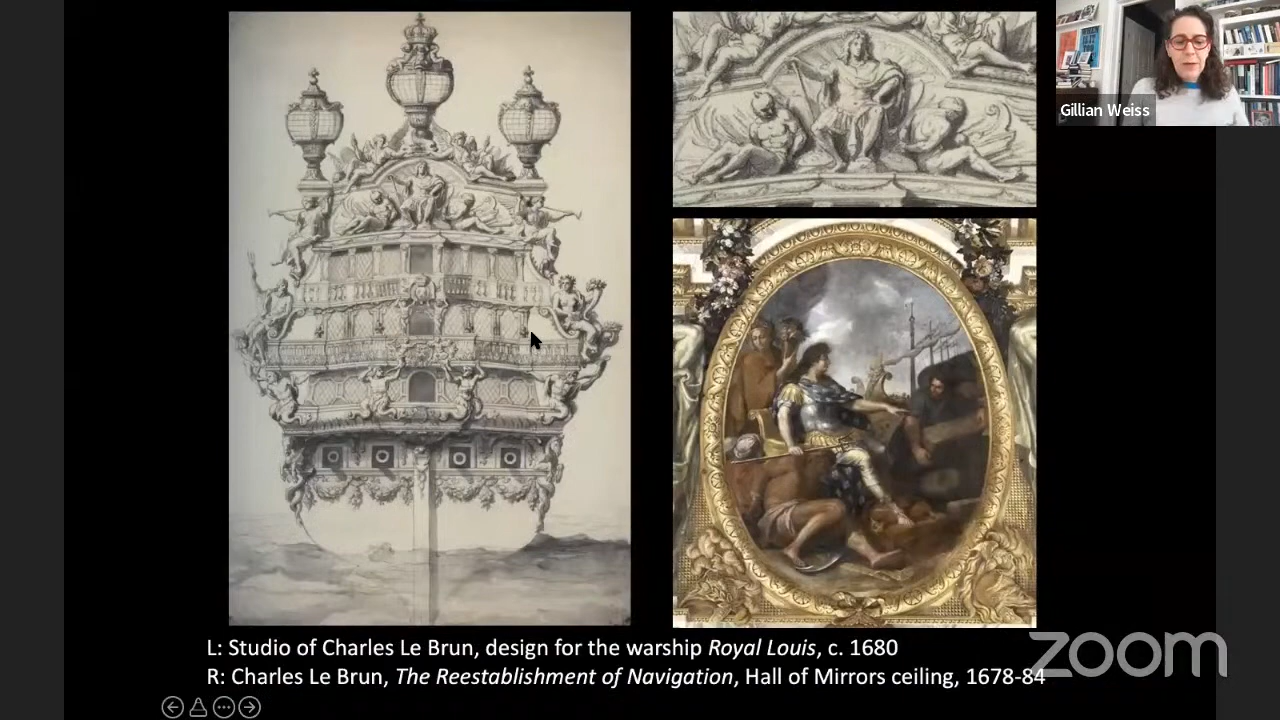 Gillian Weiss
L: Studio of Charles Le Brun, design for the warship Royal Louis, c. 1680
R: Charles Le Brun, The Reestablishment of Navigation, Hall of Mirrors ceiling, 1678-84
zoom